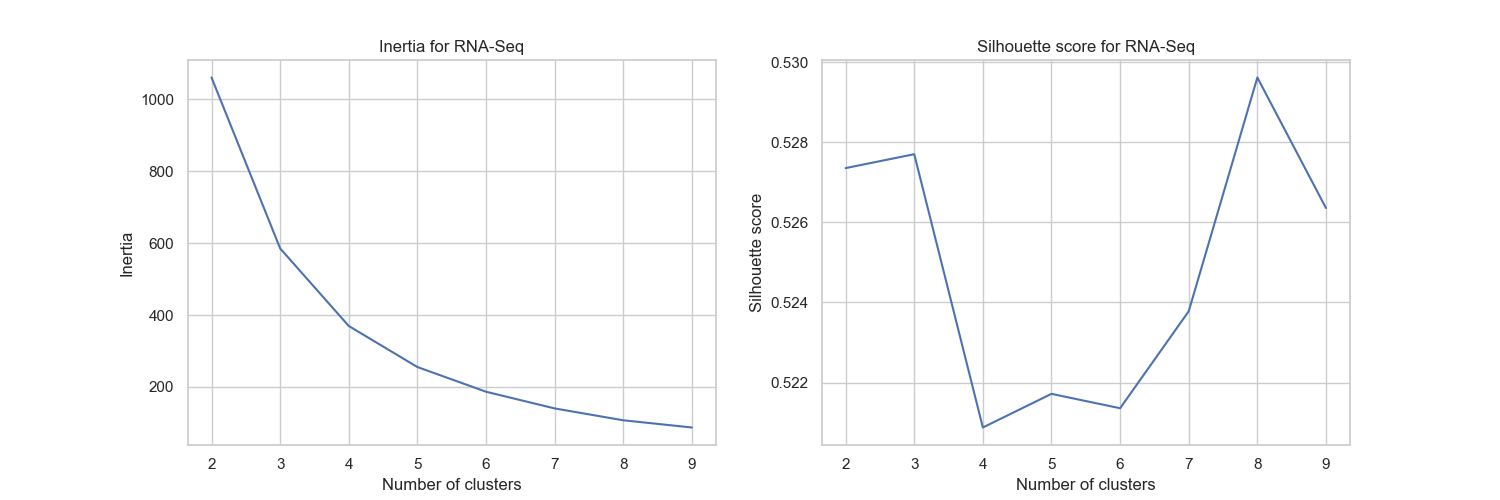 Inertia for RNA-Seq
1000
800
600
400
200
Inertia
2 3 4 5 6 7 8 9
Number of clusters
Silhouette score for RNA-Seq
0.530
0.528
0.526
0.524
0.522
Silhouette score
2 3 4 5 6 7 8 9
Number of clusters